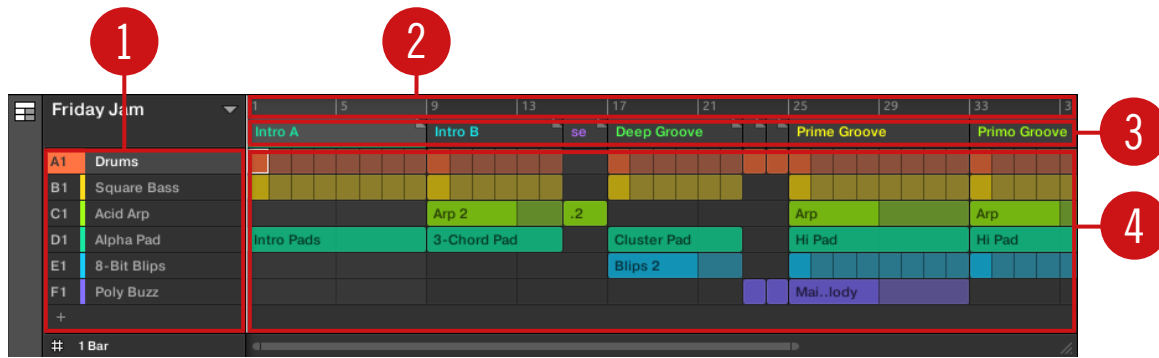 1
2
Friday Jam 1 5 9 13 17 21 25 29 33 3
Intro A Intro B se Deep Groove Prime Groove Primo Groove
3
A1 Drums
B1 Square Bass
C1 Acid Arp Arp 2 .2 Arp Arp
4
D1 Alpha Pad Intro Pads 3-Chord Pad Cluster Pad Hi Pad Hi Pad
E1 8-Bit Blips Blips 2
F1 Poly Buzz Mai..lody
+
1 Bar